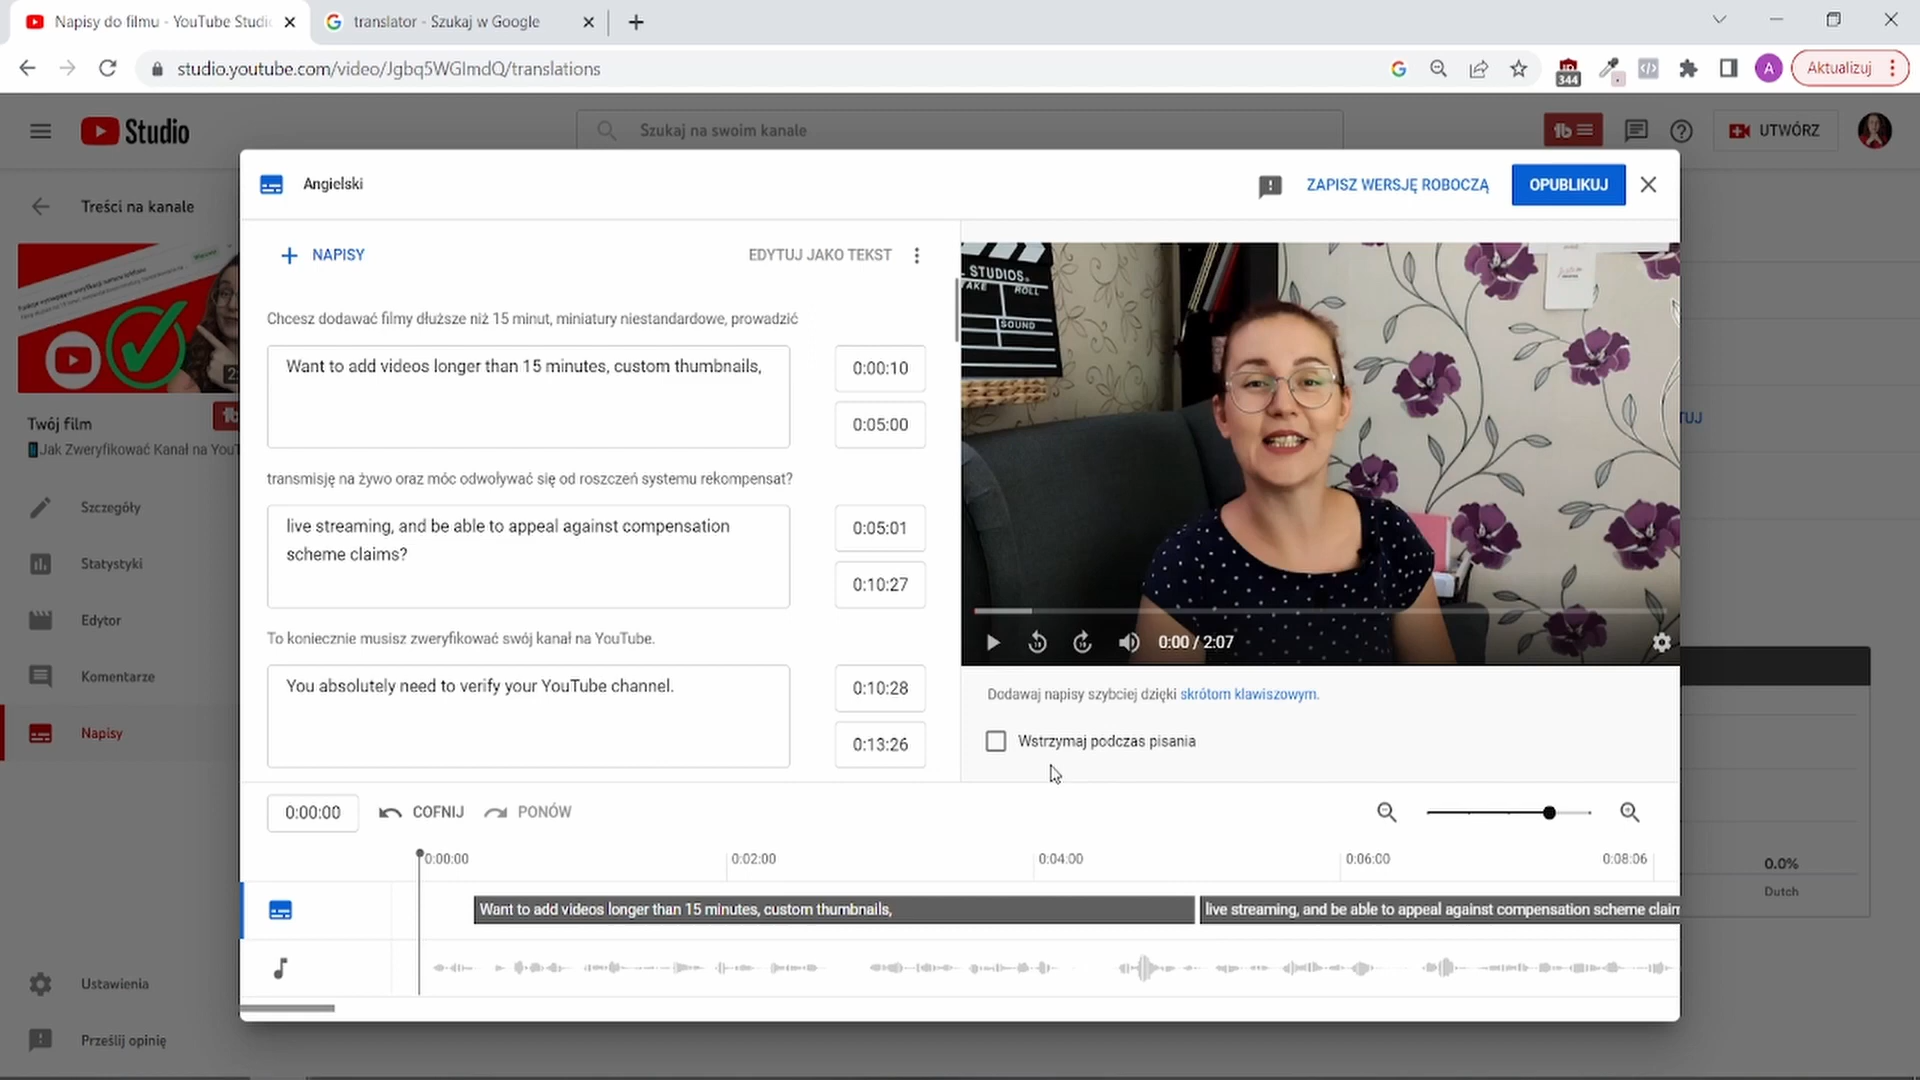 Napisy do filmu - YouTube Studi
translator - Szukaj w Google
studio.youtube.com/video/Jgbq5WGlmdQ/translations
344
A
Aktualizuj
Studio
Szukaj na swoim kanale
tb
UTWÓRZ
Treści na kanale
Twój film
Jak Zweryfikować Kanał na YouT
Szczegóły
Statystyki
Edytor
Komentarze
Napisy
Ustawienia
Prześlij opinię
Angielski
ZAPISZ WERSJĘ ROBOCZĄ
OPUBLIKUJ
NAPISY
EDYTUJ JAKO TEKST
Chcesz dodawać filmy dłuższe niż 15 minut, miniatury niestandardowe, prowadzić
Want to add videos longer than 15 minutes, custom thumbnails,
0:00:10
0:05:00
transmisję na żywo oraz móc odwoływać się od roszczeń systemu rekompensat?
live streaming, and be able to appeal against compensation
scheme claims?
0:05:01
0:10:27
To koniecznie musisz zweryfikować swój kanał na YouTube.
You absolutely need to verify your YouTube channel.
0:10:28
0:13:26
STUDIOS
ROLL
SOUND
0:00 / 2:07
Dodawaj napisy szybciej dzięki skrótom klawiszowym.
Wstrzymaj podczas pisania
0:00:00
COFNIJ
PONÓW
0:00:00
0:02:00
0:04:00
0:06:00
0:08:06
Want to add videos longer than 15 minutes, custom thumbnails,
live streaming, and be able to appeal against compensation scheme claim
TUJ
0.0%
Dutch